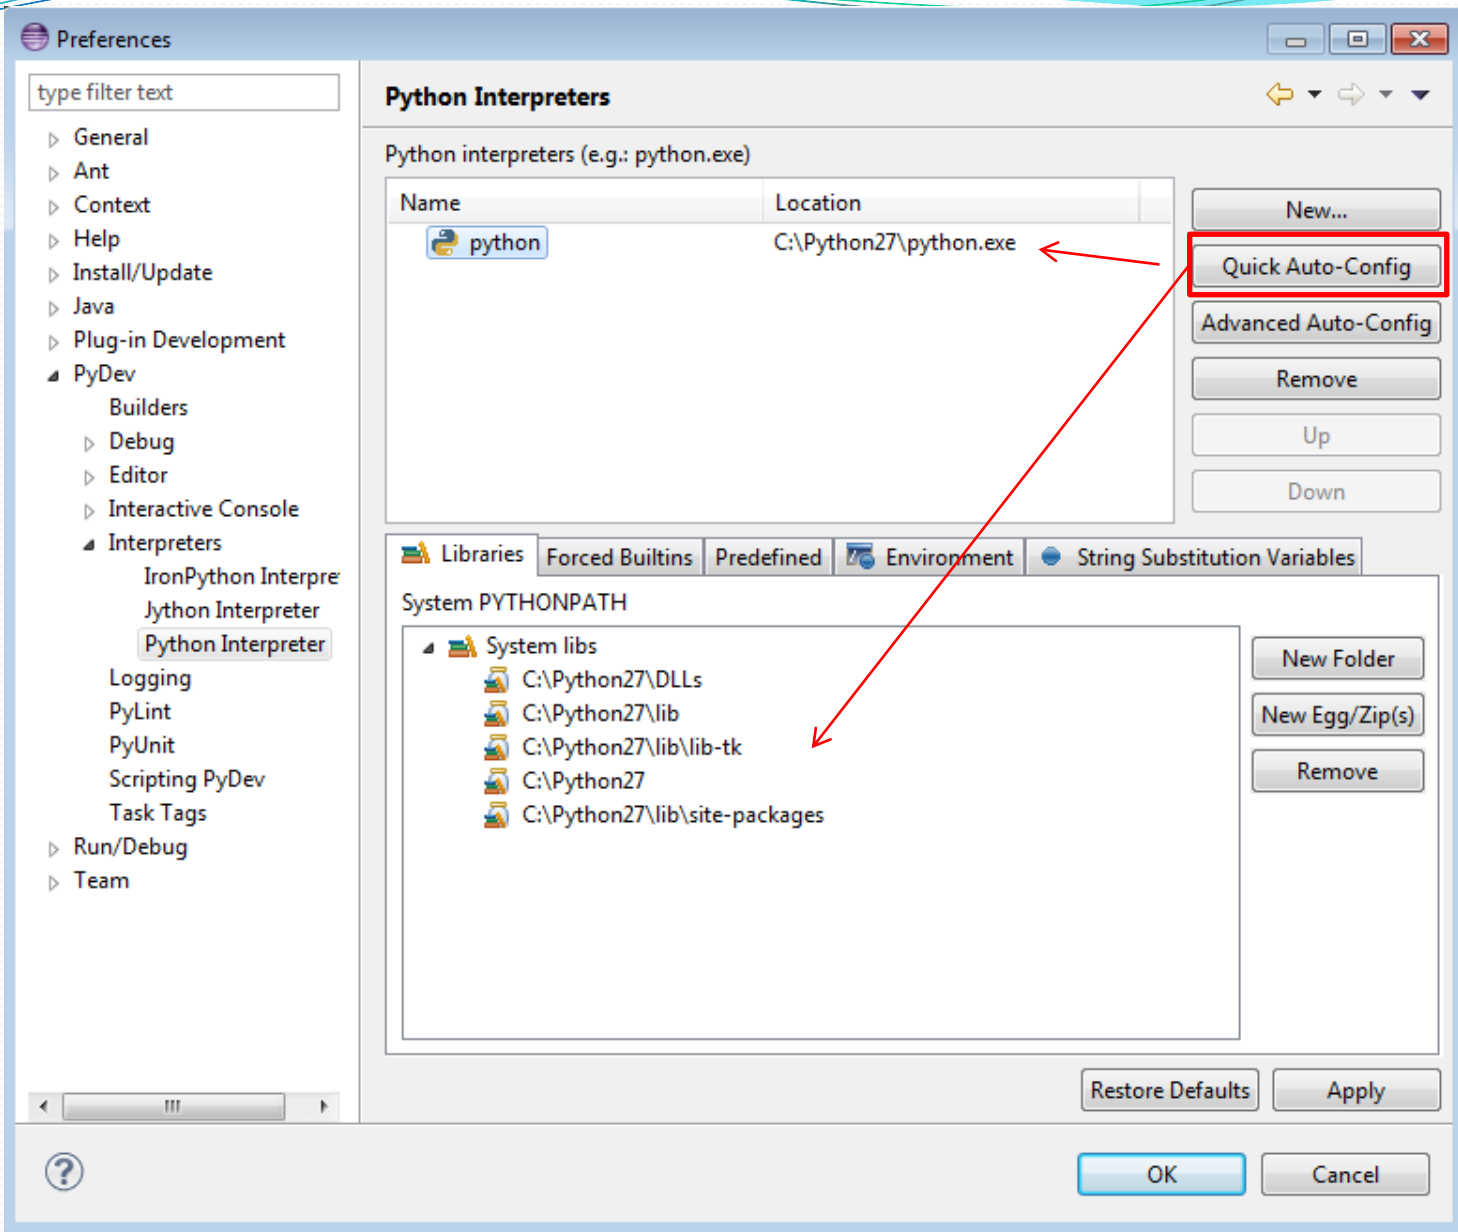 Preferences
type filter text
General
Ant
Context
Help
Install/Update
Java
Plug-in Development
PyDev
Builders
Debug
Editor
Interactive Console
Interpreters
IronPython Interpre
Jython Interpreter
Python Interpreter
Logging
PyLint
PyUnit
Scripting PyDev
Task Tags
Run/Debug
Team
Python Interpreters
Python interpreters (e.g.: python.exe)
Name Location
python C:\Python27\python.exe
New...
Quick Auto-Config
Advanced Auto-Config
Remove
Up
Down
Libraries Forced Builtins Predefined Environment String Substitution Variables
System PYTHONPATH
System libs
C:\Python27\DLLs
C:\Python27\lib
C:\Python27\lib\lib-tk
C:\Python27
C:\Python27\lib\site-packages
New Folder
New Egg/Zip(s)
Remove
Restore Defaults Apply
OK Cancel